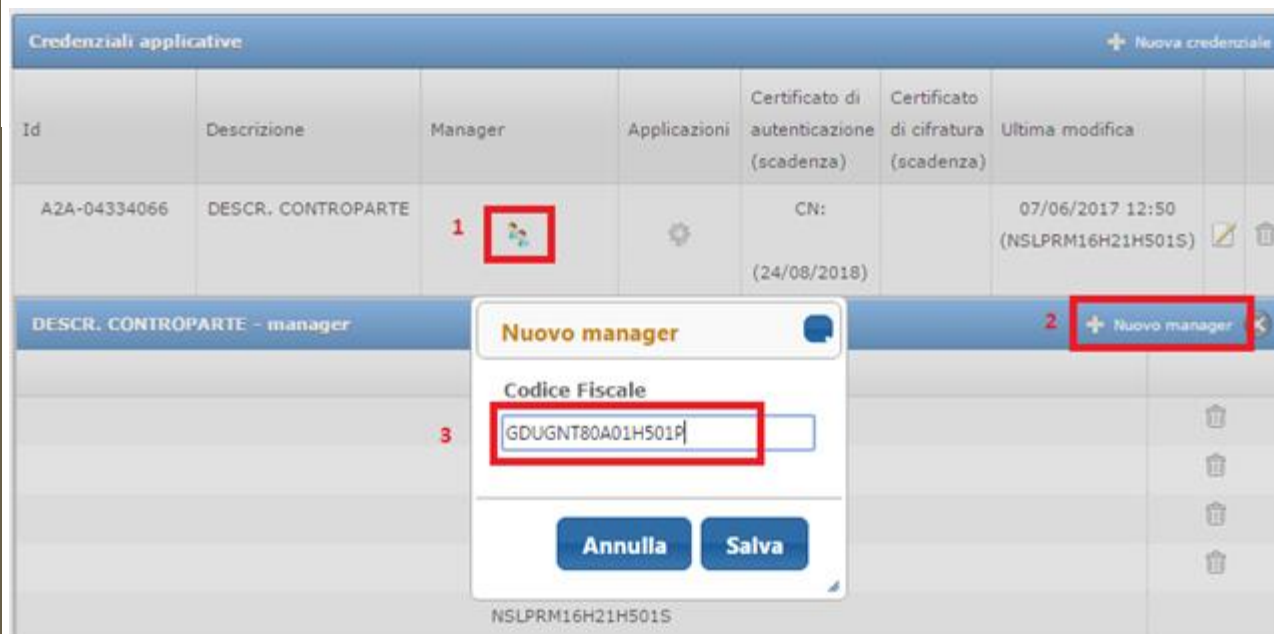 Credenziali applicative
Nuova credenziale
Id
Descrizione
Manager
Applicazioni
Certificato di
autenticazione
(scadenza)
Certificato
di cifratura
(scadenza)
Ultima modifica
A2A-04334066
DESCR. CONTROPARTE
1
CN:
(24/08/2018)
07/06/2017 12:50
(NSLPRM16H21H501S)
DESCR. CONTROPARTE - manager
2
Nuovo manager
Nuovo manager
Codice Fiscale
3
GDUGNT80A01H501P
Annulla
Salva
NSLPRM16H21H501S